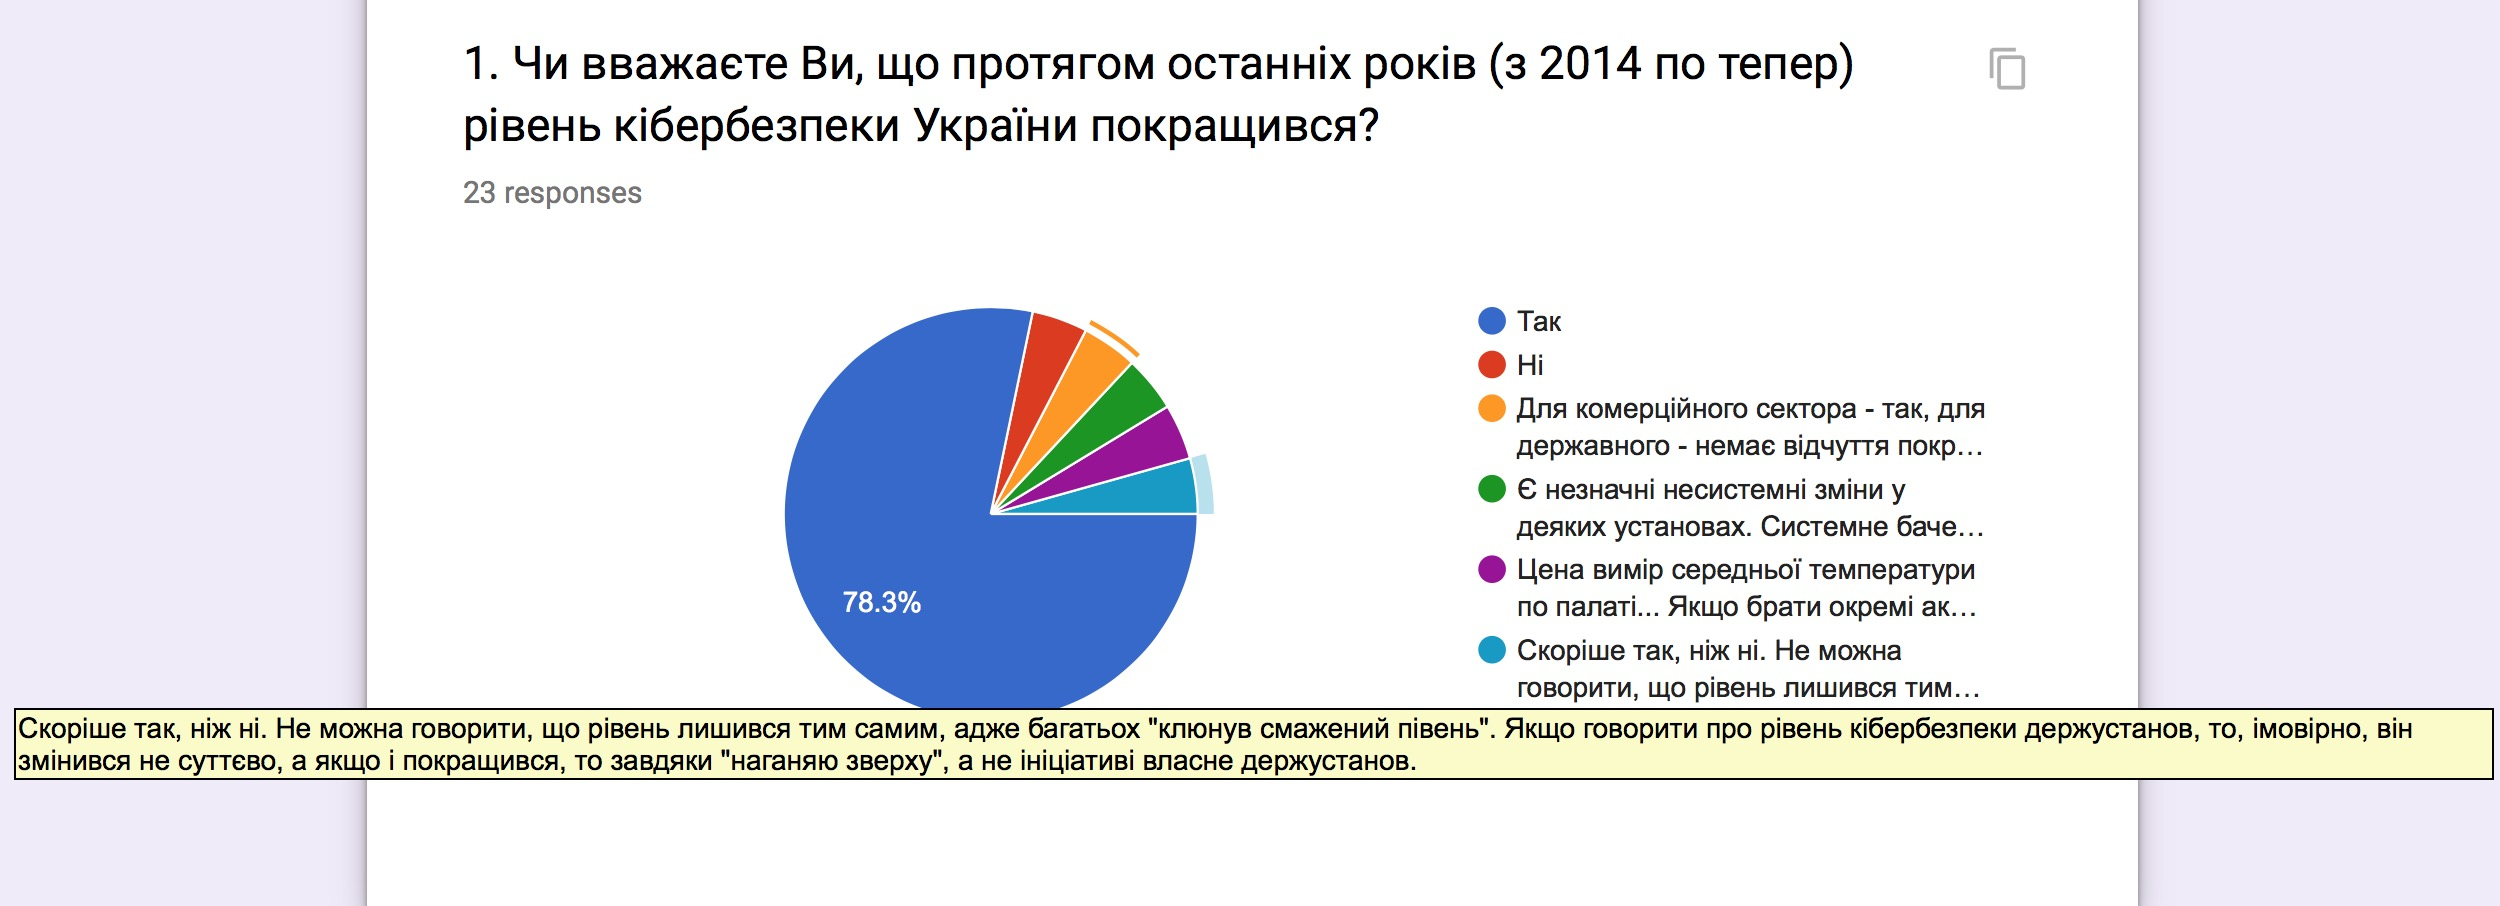 1. Чи вважаєте Ви, що протягом останніх років (з 2014 по тепер)
рівень кібербезпеки України покращився?
23 responses
78.3%
Так
Ні
Для комерційного сектора - так, для
державного - немає відчуття покр…
Є незначні несистемні зміни у
деяких установах. Системне баче…
Цена вимір середньої температури
по палаті... Якщо брати окремі ак…
Скоріше так, ніж ні. Не можна
говорити, що рівень лишився тим…
Скоріше так, ніж ні. Не можна говорити, що рівень лишився тим самим, адже багатьох "клюнув смажений півень". Якщо говорити про рівень кібербезпеки держустанов, то, імовірно, він
змінився не суттєво, а якщо і покращився, то завдяки "наганяю зверху", а не ініціативі власне держустанов.